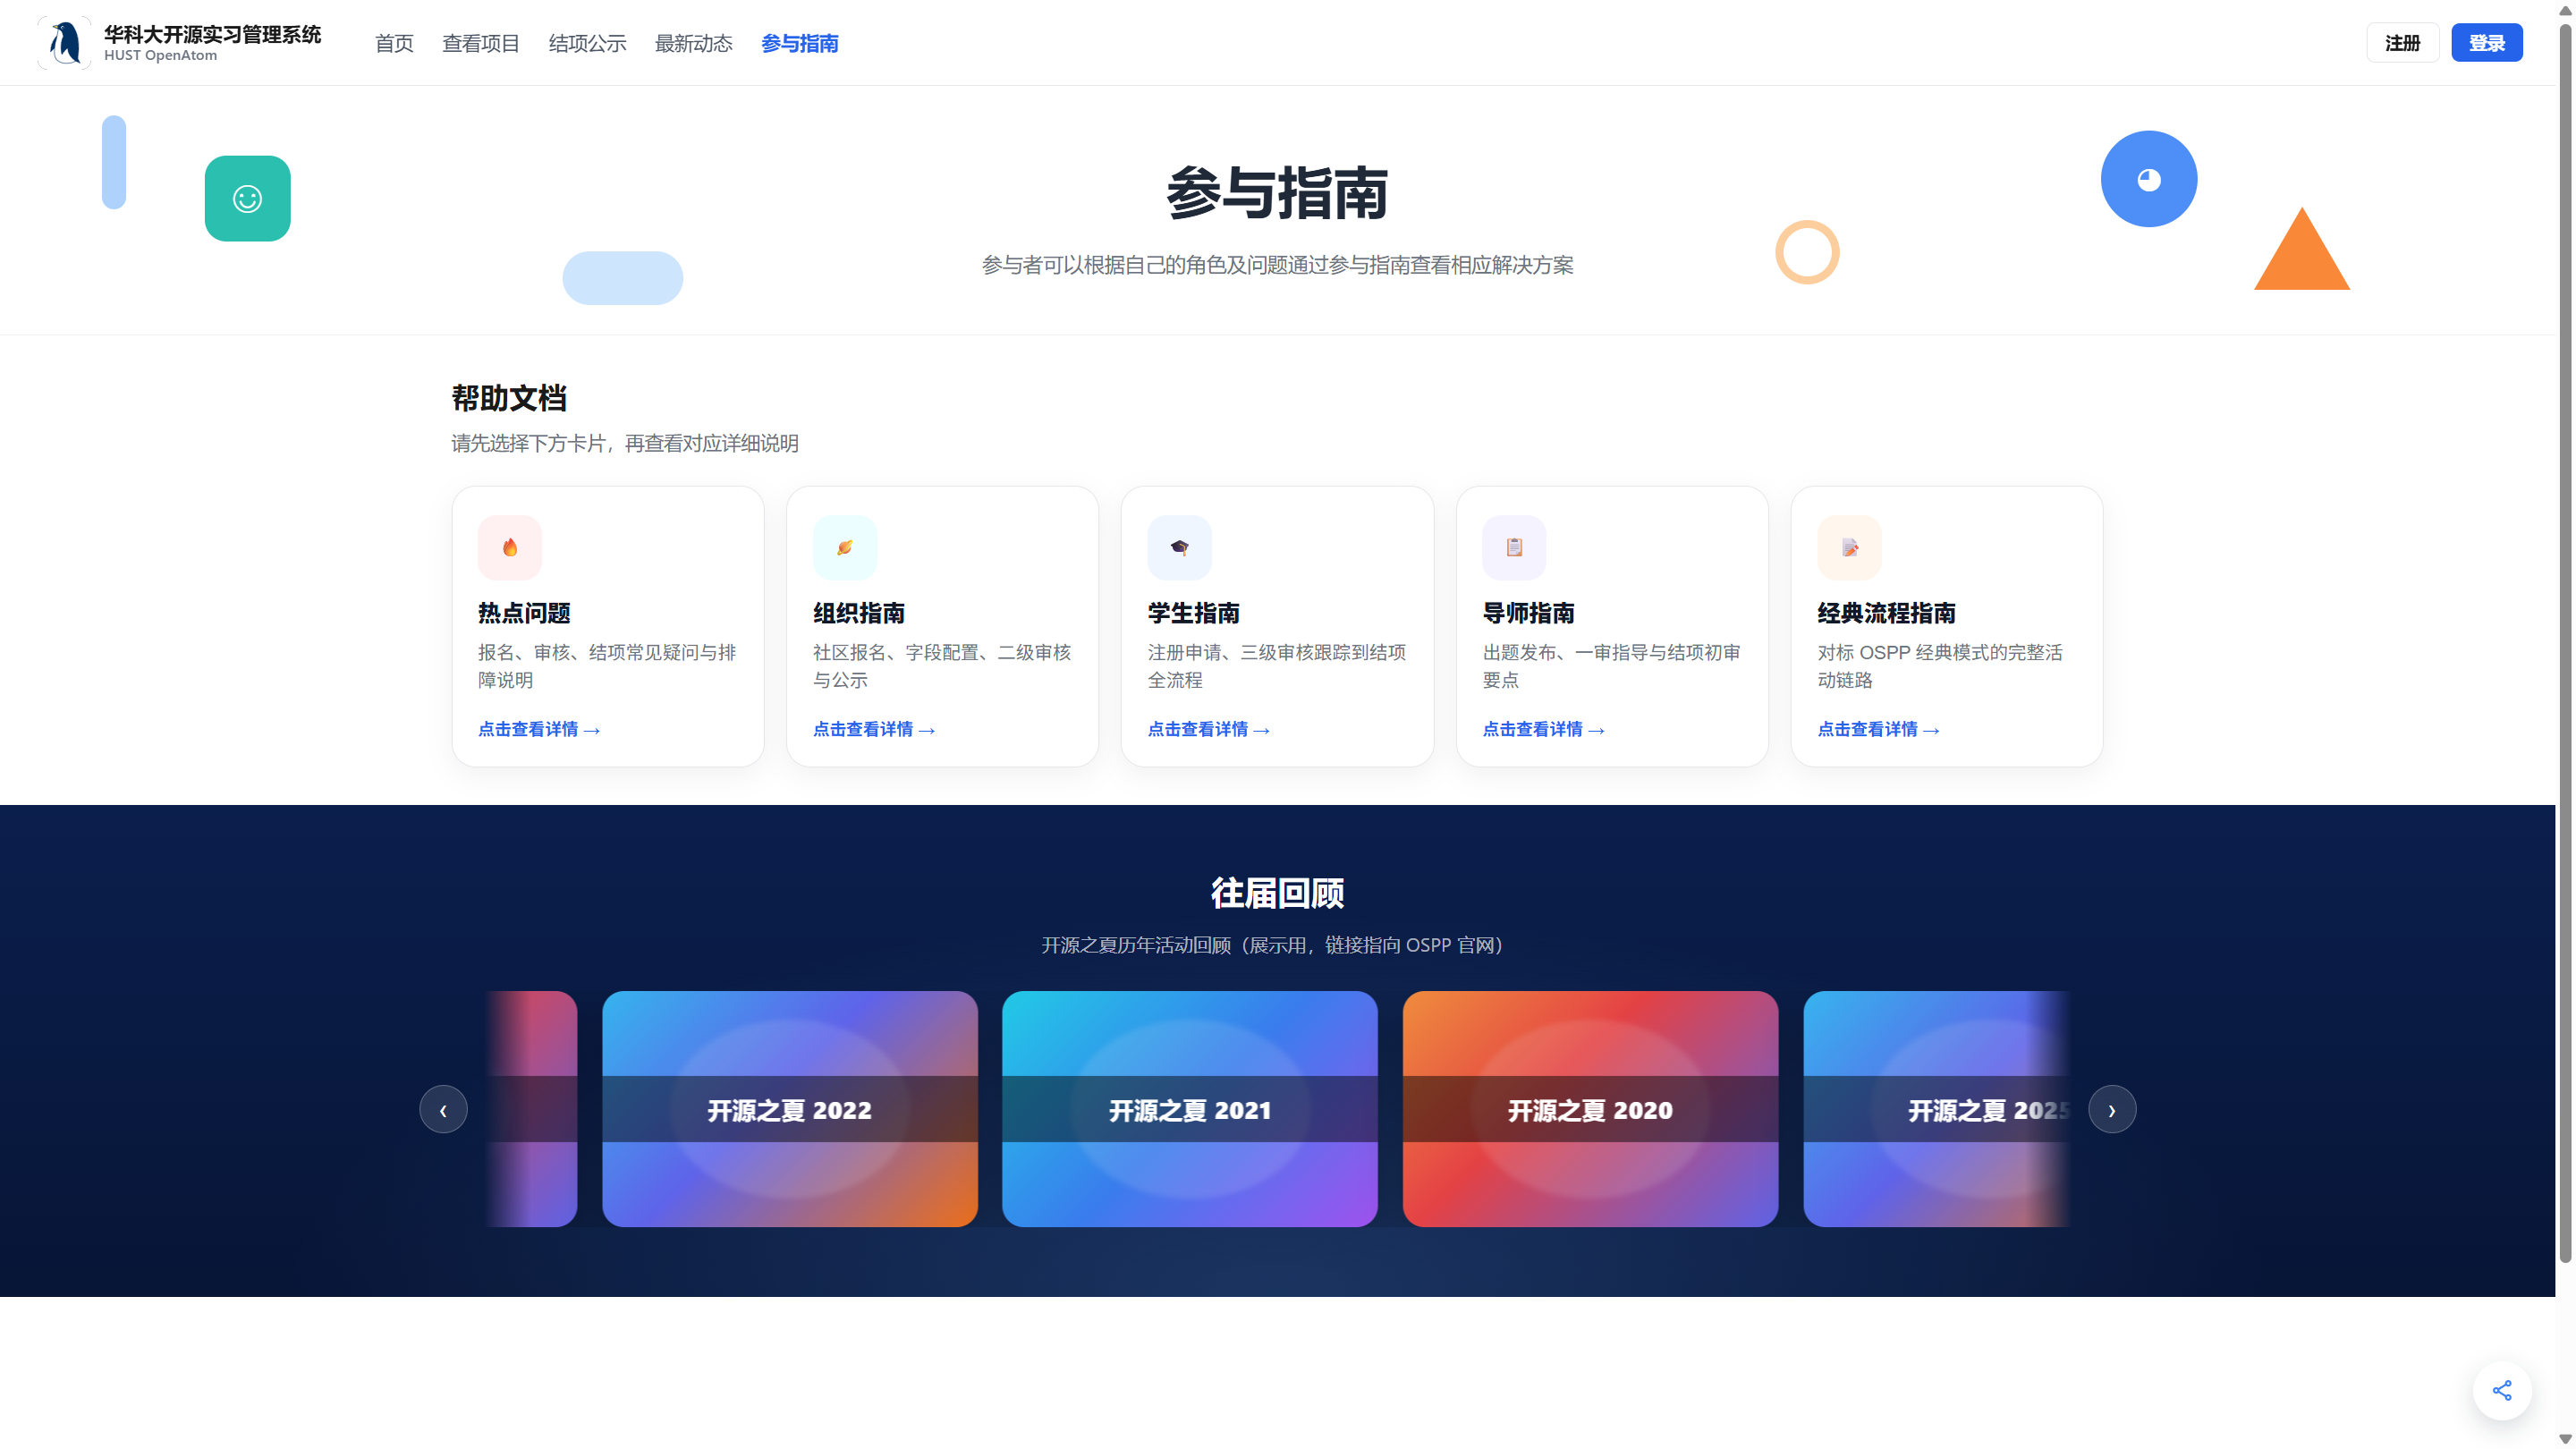 华科大开源实习管理系统
HUST OpenAtom
首页 查看项目 结项公示 最新动态 参与指南
注册 登录
参与指南
参与者可以根据自己的角色及问题通过参与指南查看相应解决方案
帮助文档
请先选择下方卡片，再查看对应详细说明
热点问题
报名、审核、结项常见疑问与排
障说明
点击查看详情 →
组织指南
社区报名、字段配置、二级审核
与公示
点击查看详情 →
学生指南
注册申请、三级审核跟踪到结项
全流程
点击查看详情 →
导师指南
出题发布、一审指导与结项初审
要点
点击查看详情 →
经典流程指南
对标 OSPP 经典模式的完整活
动链路
点击查看详情 →
往届回顾
开源之夏历年活动回顾（展示用，链接指向 OSPP 官网）
开源之夏 2022
开源之夏 2021
开源之夏 2020
开源之夏 2025